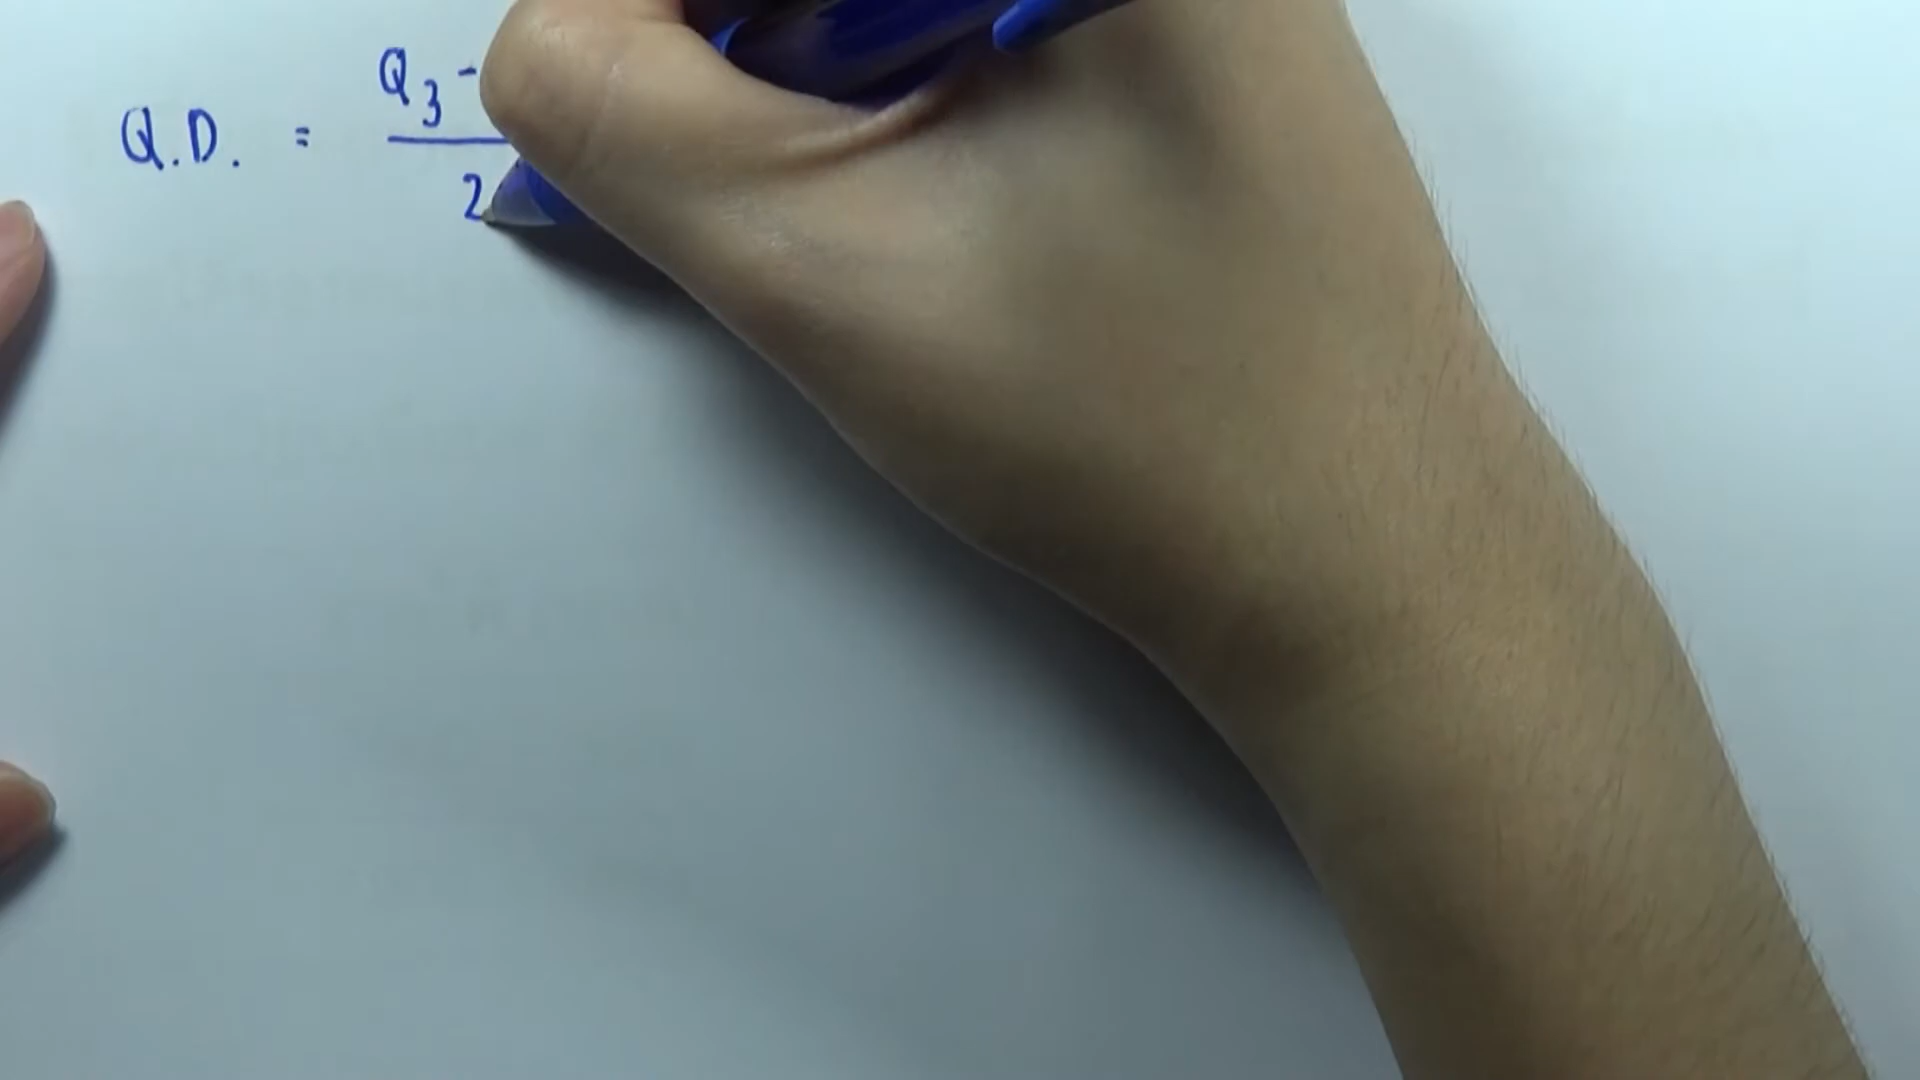 Q.D. = Q3 - / 2